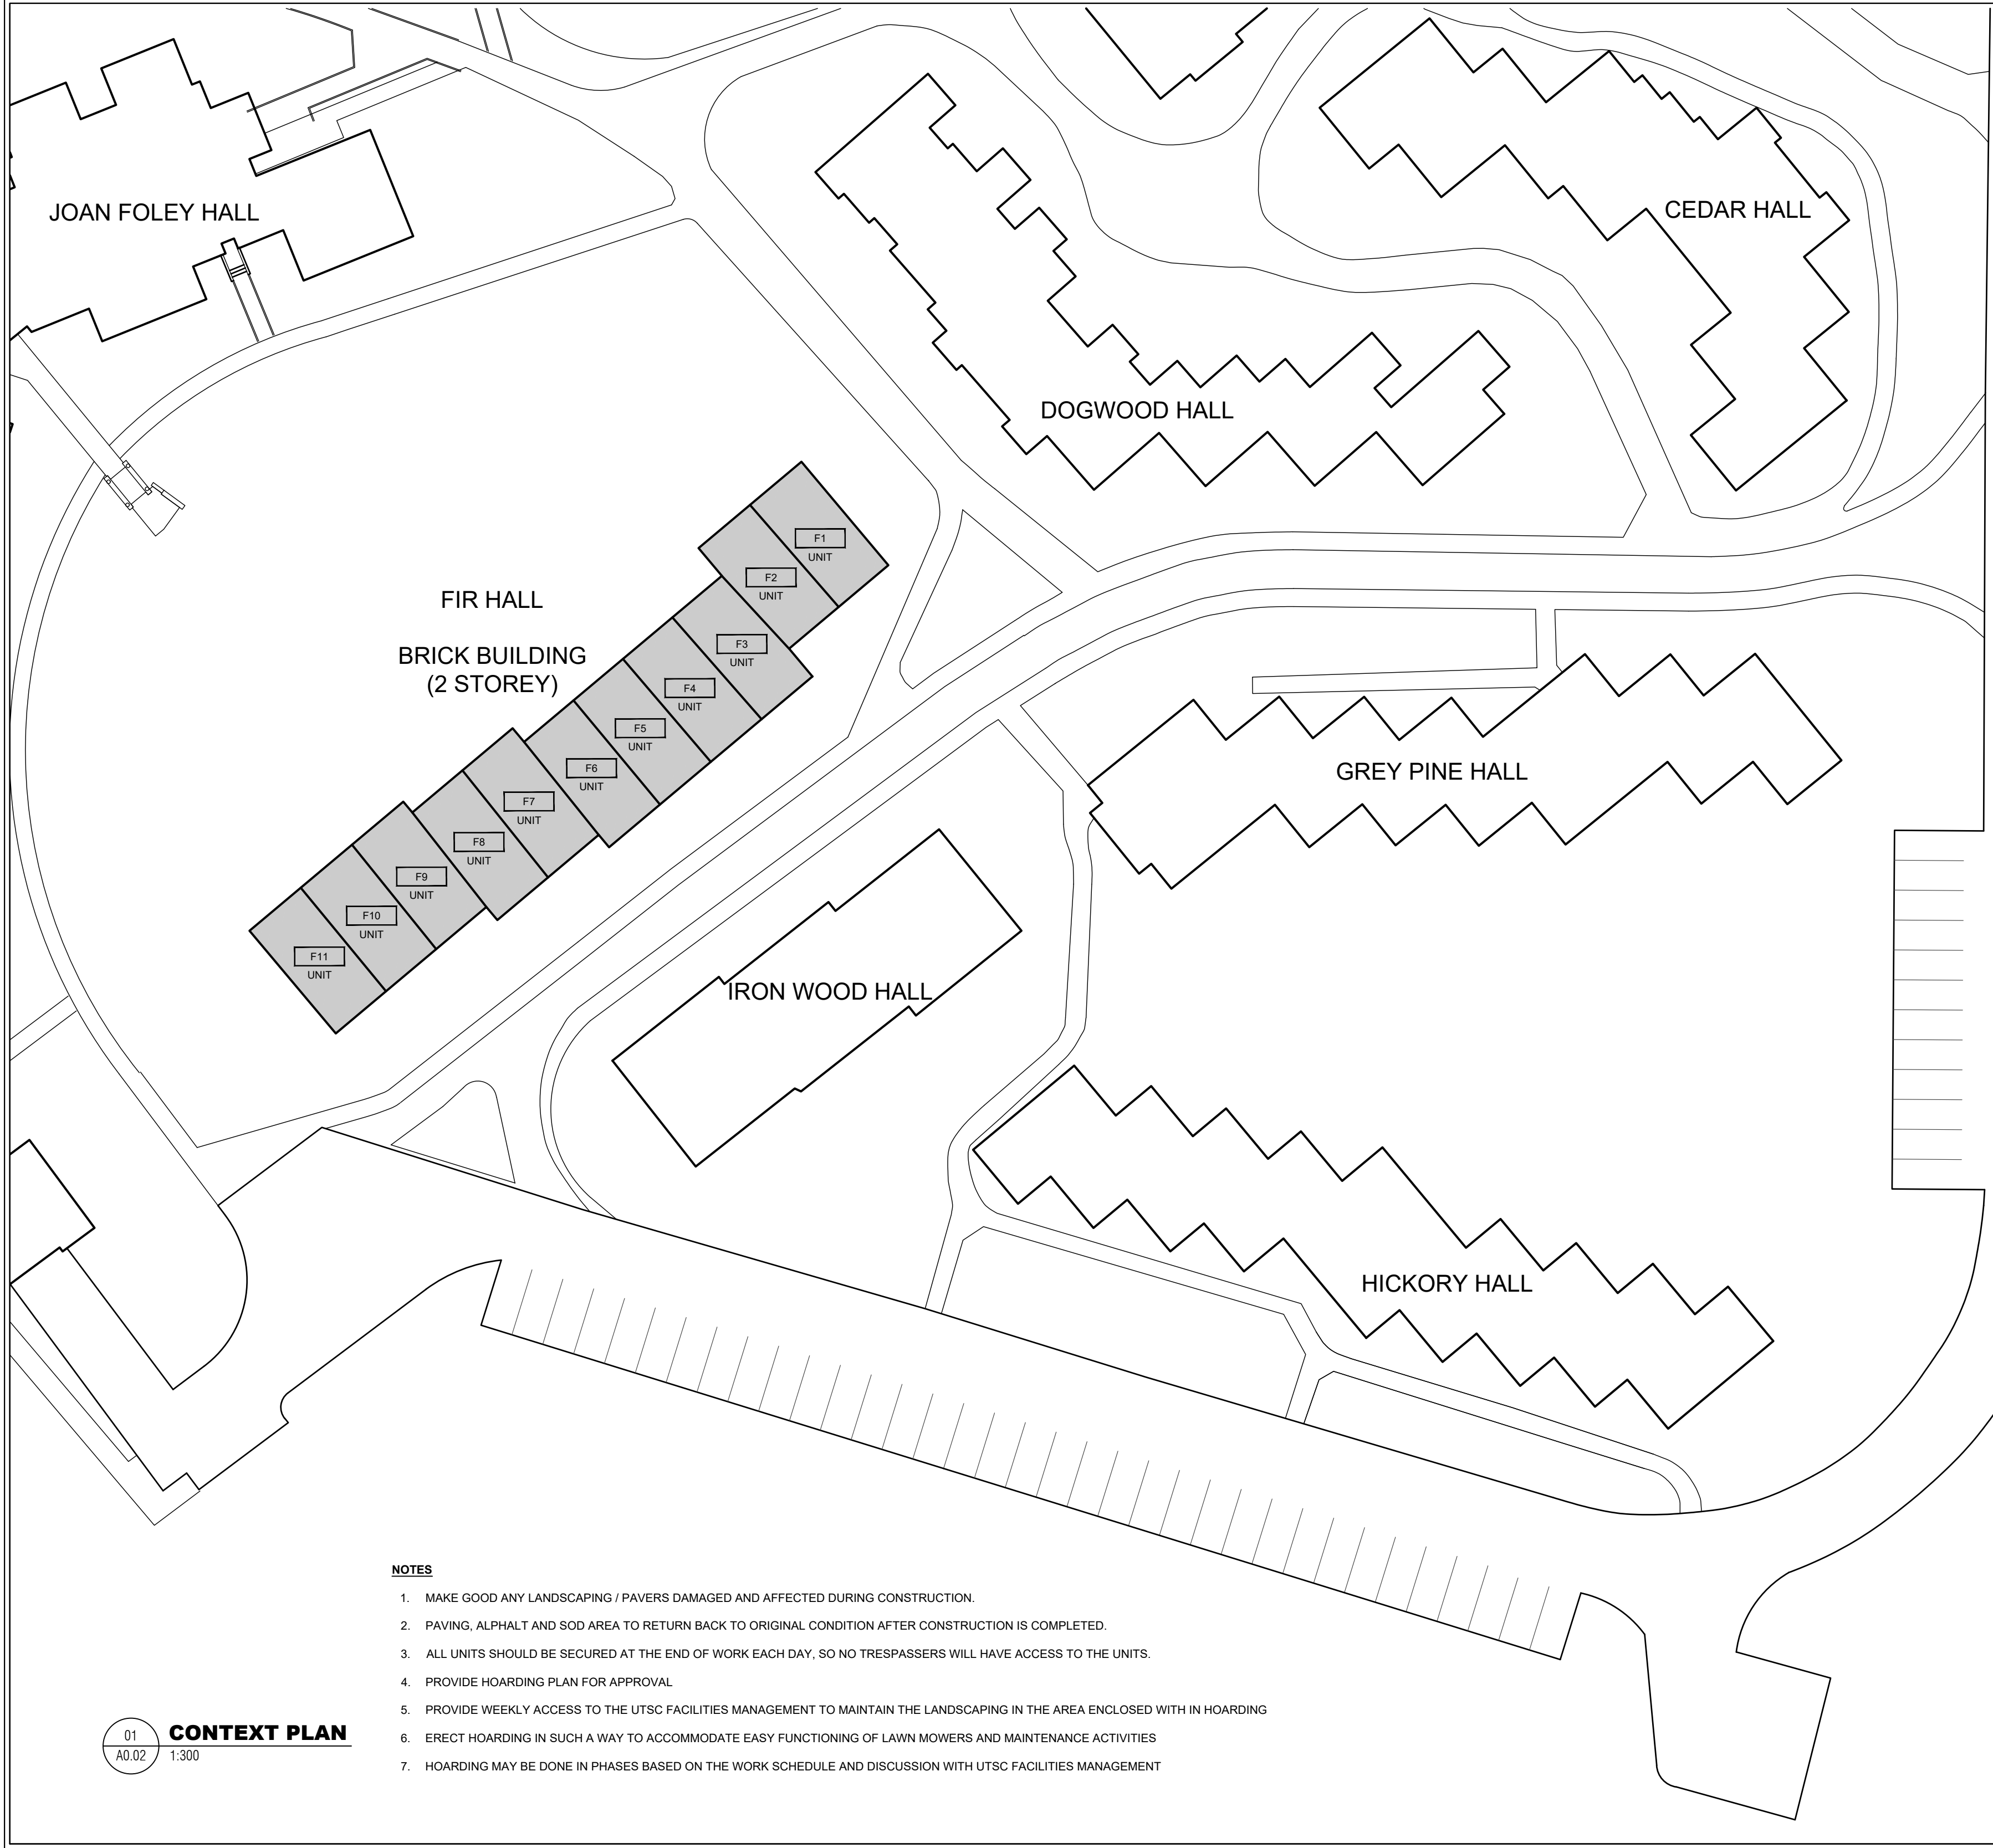 JOAN FOLEY HALL
CEDAR HALL
DOGWOOD HALL
F1
UNIT
F2
UNIT
FIR HALL
BRICK BUILDING
(2 STOREY)
F3
UNIT
F4
UNIT
F5
UNIT
F6
UNIT
F7
UNIT
F8
UNIT
F9
UNIT
F10
UNIT
F11
UNIT
GREY PINE HALL
IRON WOOD HALL
HICKORY HALL
NOTES
1. MAKE GOOD ANY LANDSCAPING / PAVERS DAMAGED AND AFFECTED DURING CONSTRUCTION.
2. PAVING, ALPHALT AND SOD AREA TO RETURN BACK TO ORIGINAL CONDITION AFTER CONSTRUCTION IS COMPLETED.
3. ALL UNITS SHOULD BE SECURED AT THE END OF WORK EACH DAY, SO NO TRESPASSERS WILL HAVE ACCESS TO THE UNITS.
4. PROVIDE HOARDING PLAN FOR APPROVAL
5. PROVIDE WEEKLY ACCESS TO THE UTSC FACILITIES MANAGEMENT TO MAINTAIN THE LANDSCAPING IN THE AREA ENCLOSED WITH IN HOARDING
6. ERECT HOARDING IN SUCH A WAY TO ACCOMMODATE EASY FUNCTIONING OF LAWN MOWERS AND MAINTENANCE ACTIVITIES
7. HOARDING MAY BE DONE IN PHASES BASED ON THE WORK SCHEDULE AND DISCUSSION WITH UTSC FACILITIES MANAGEMENT
01
A0.02
CONTEXT PLAN
1:300